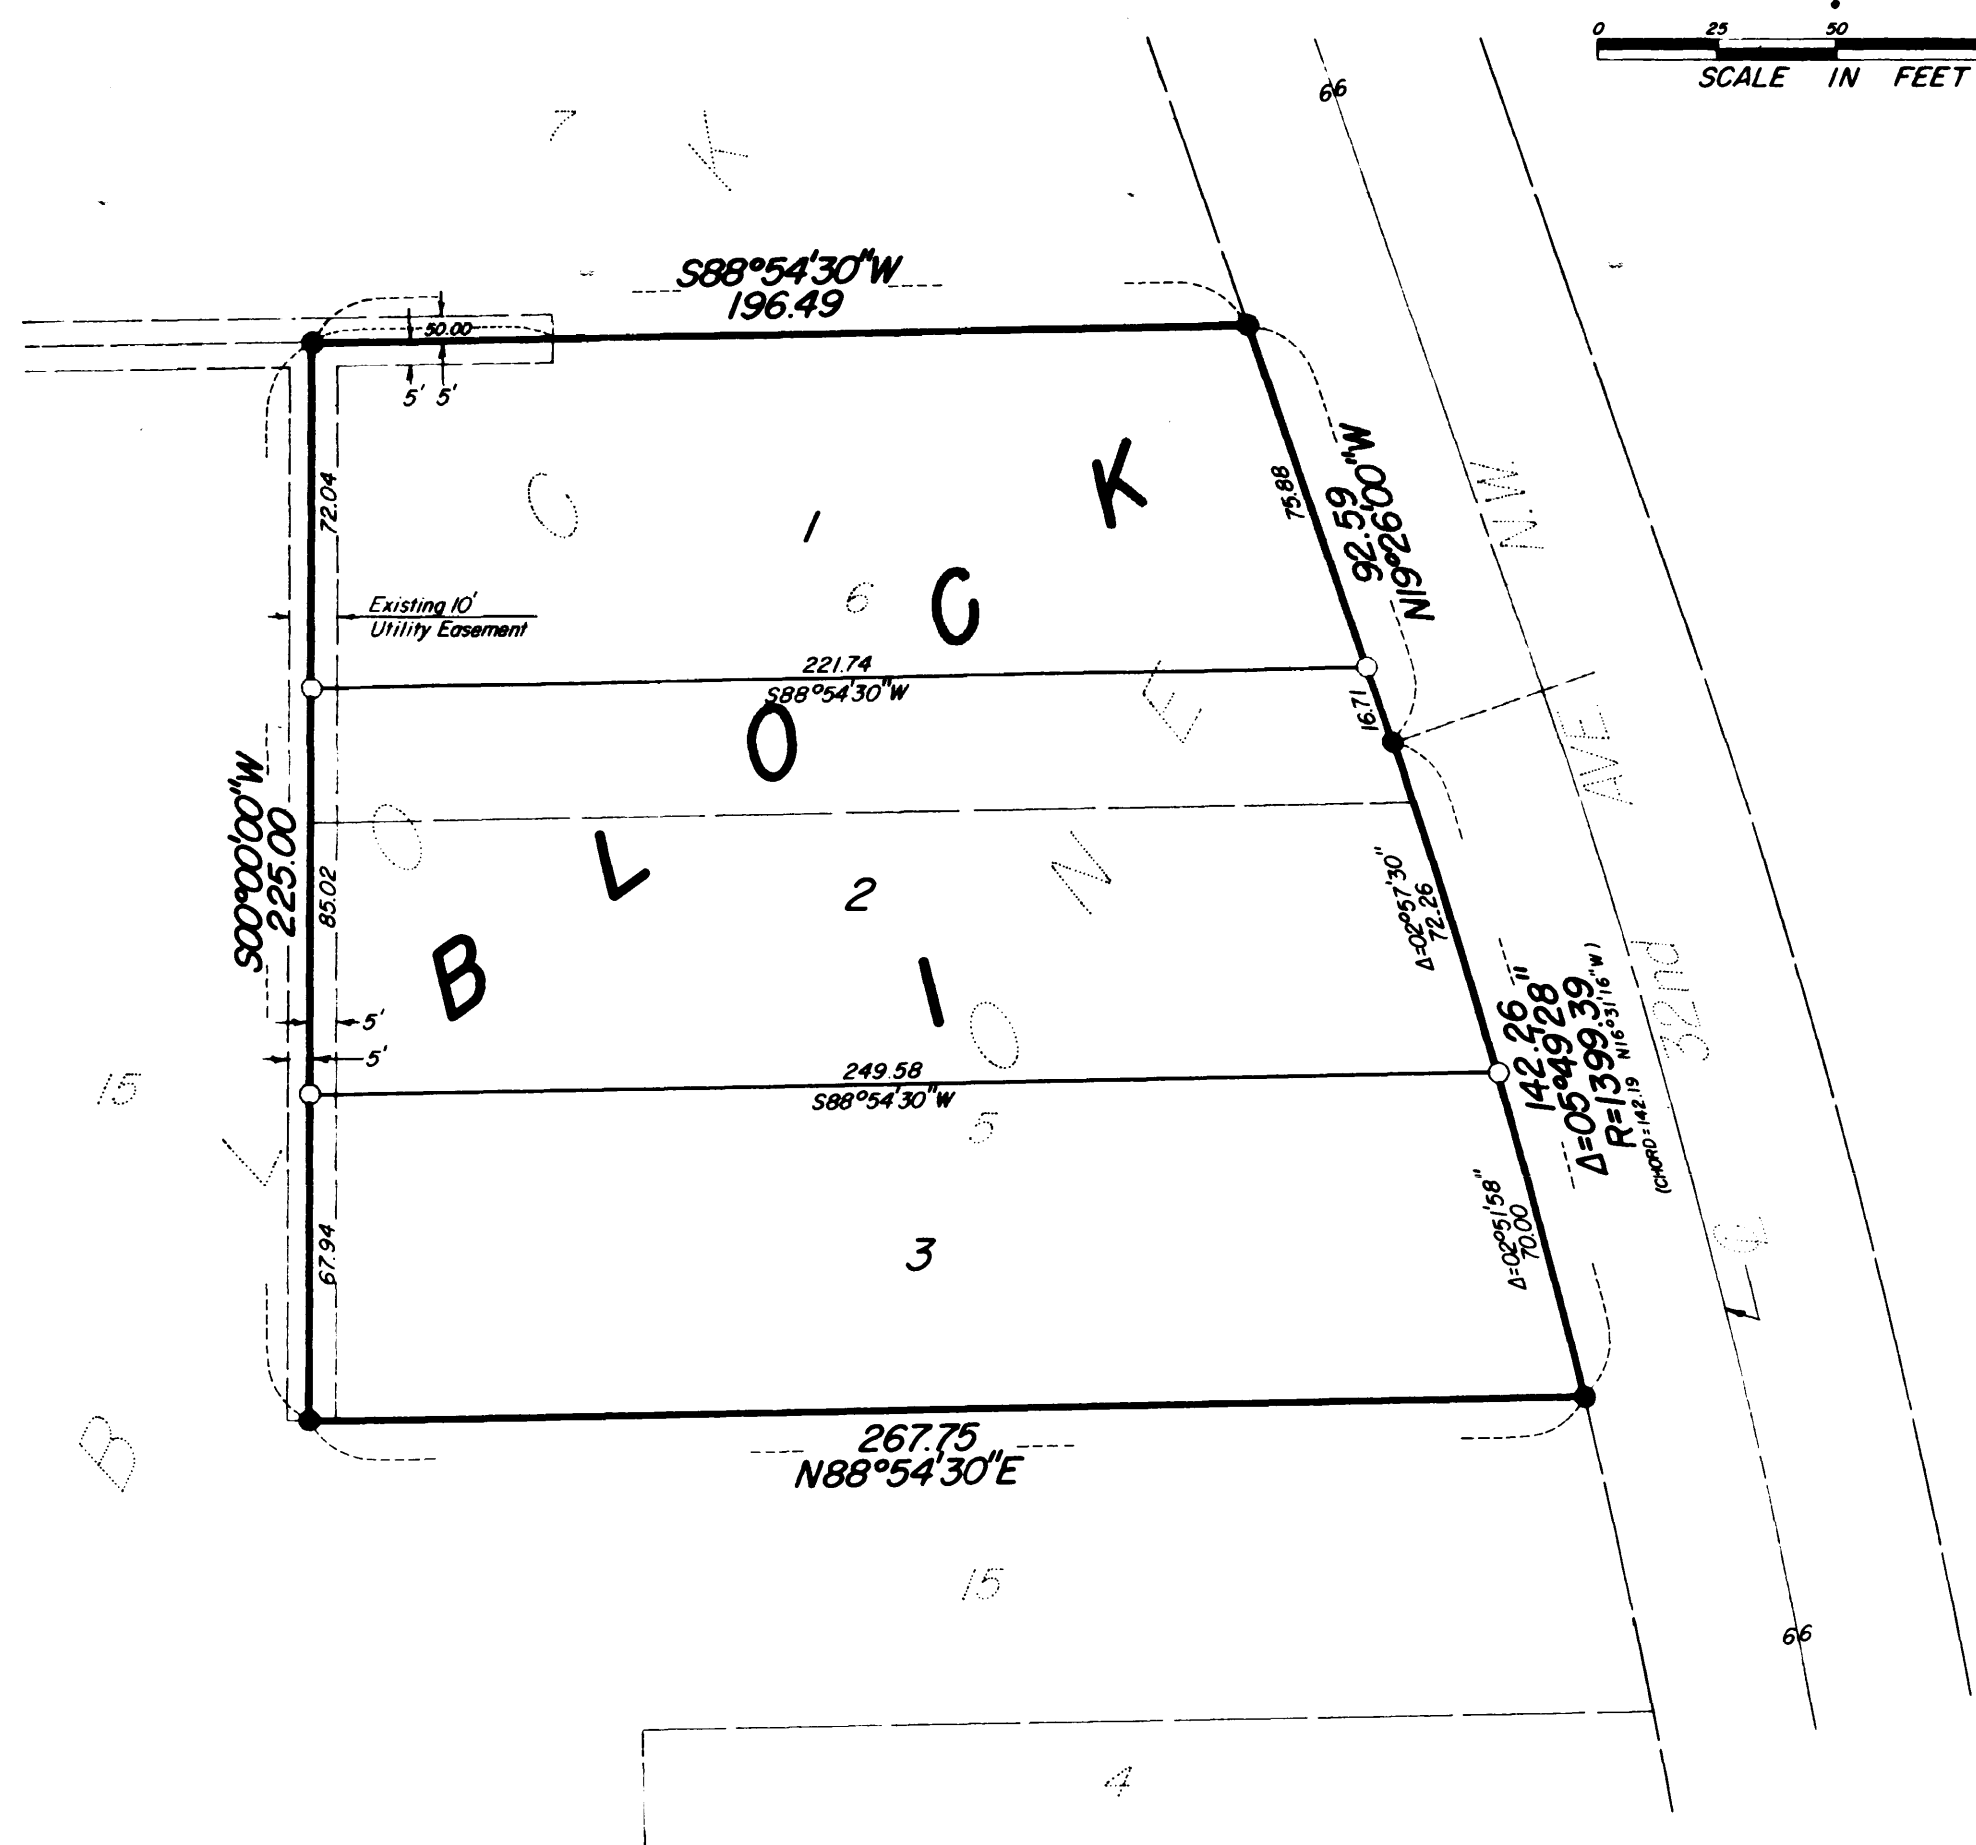 0 25 50
SCALE IN FEET
66
7
K
S88°54'30"W
196.49
50.00
5' 5'
72.04
C
1
K
75.88
92.59
N19°26'00"W
N.W.
6
C
Existing 10'
Utility Easement
221.74
S88°54'30"W
16.71
E
O
AVE
S00°00'00"W
225.00
O
L
85.02
2
N
Δ=02°57'30"
72.26
B
1
O
32nd
142.26
Δ=05°49'28"
R=1399.39
(CHORD=142.19 N16°31'16"W)
5'
5'
15
249.58
S88°54'30"W
5
L
67.94
3
Δ=02°51'58"
70.00
℄
B
267.75
N88°54'30"E
15
66
4